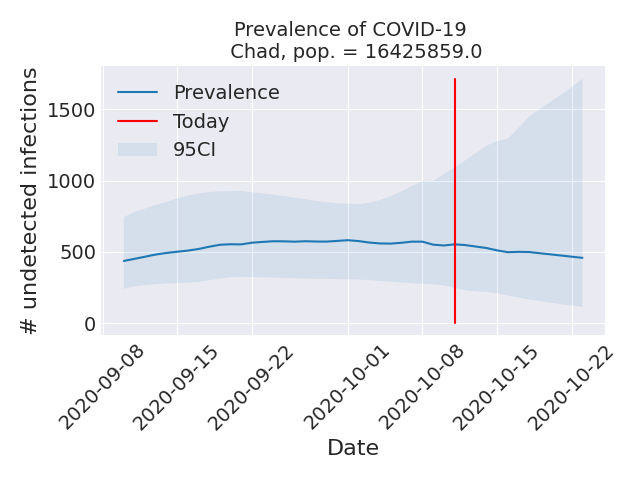 Prevalence of COVID-19
Chad, pop. = 16425859.0
# undetected infections
1500
1000
500
0
Prevalence
Today
95CI
2020-09-08
2020-09-15
2020-09-22
2020-10-01
2020-10-08
2020-10-15
2020-10-22
Date